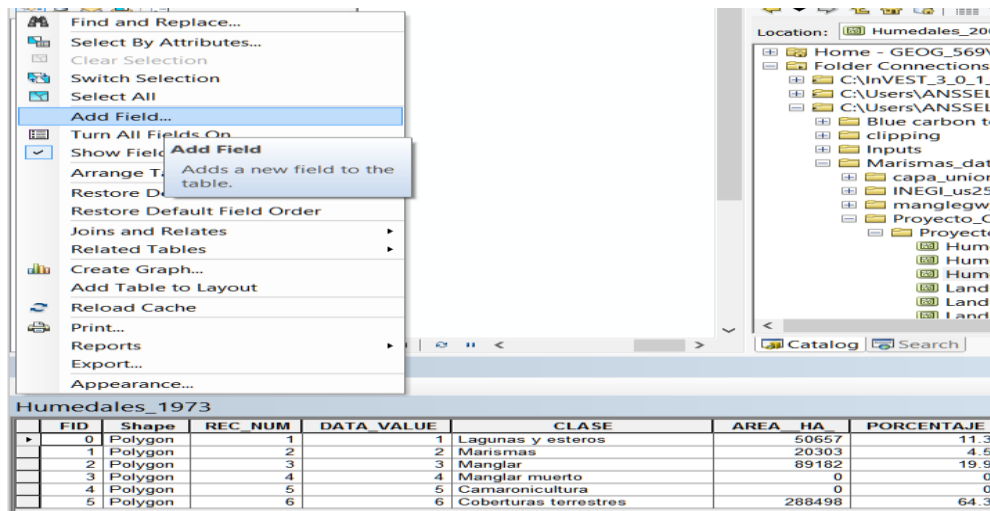 Find and Replace...
Select By Attributes...
Clear Selection
Switch Selection
Select All
Add Field...
Turn All Fields On
Show Field
Add Field
Adds a new field to the
table.
Arrange
Restore
Restore Default Field Order
Joins and Relates
Related Tables
Create Graph...
Add Table to Layout
Reload Cache
Print...
Reports
Export...
Appearance...
Location: Humedales_20
Home - GEOG_569\
Folder Connections
C:\InVEST_3_0_1_
C:\Users\ANSSEL
C:\Users\ANSSEL
Blue carbon t
clipping
Inputs
Marismas_dat
capa_union
INEGI_us25
manglegw_
Proyecto_C
Proyecto
Hum
Hum
Hum
Land
Land
Land
Catalog Search
Humedales_1973
FID Shape REC_NUM DATA_VALUE CLASE AREA__HA_ PORCENTAJE
0 Polygon 1 1 Lagunas y esteros 50657 11.3
1 Polygon 2 2 Marismas 20303 4.5
2 Polygon 3 3 Manglar 89182 19.9
3 Polygon 4 4 Manglar muerto 0 0
4 Polygon 5 5 Camaronicultura 0 0
5 Polygon 6 6 Coberturas terrestres 288498 64.3